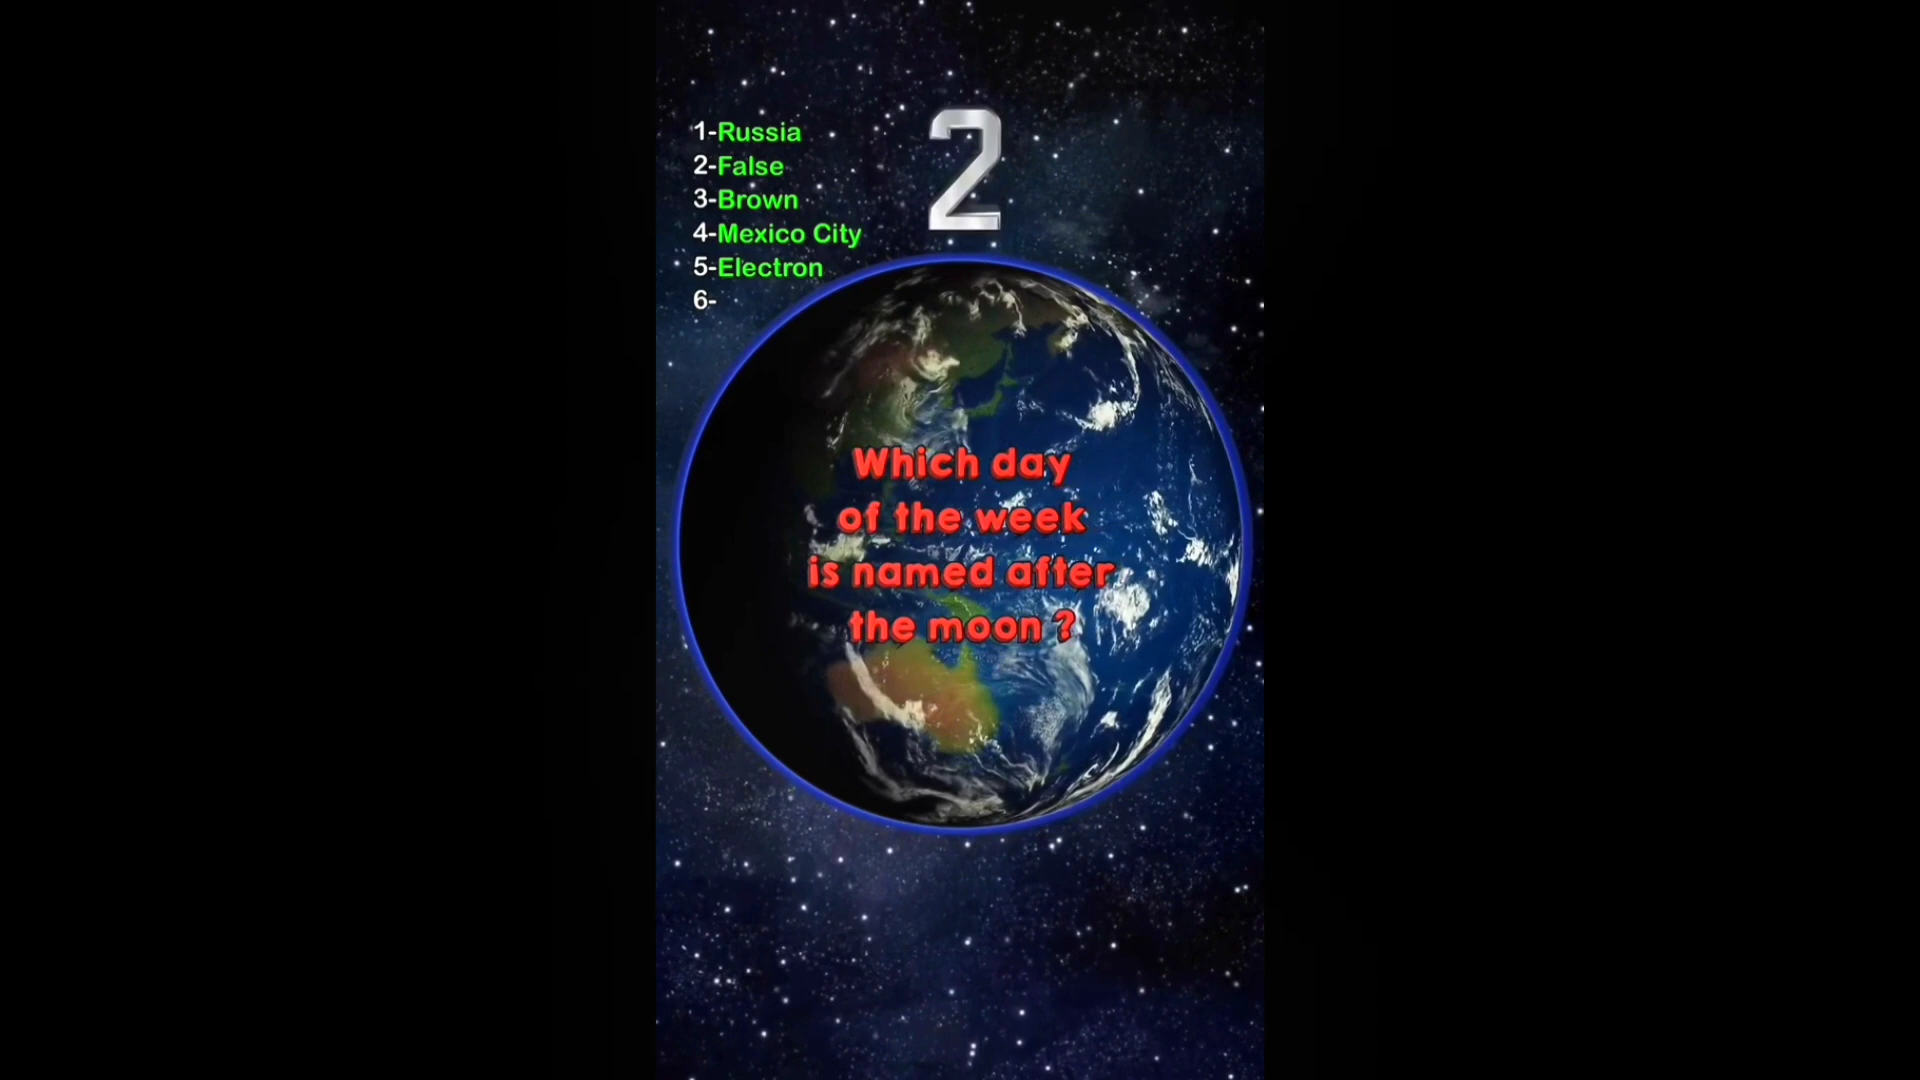 2
1-Russia
2-False
3-Brown
4-Mexico City
5-Electron
6-
Which day
of the week
is named after
the moon ?